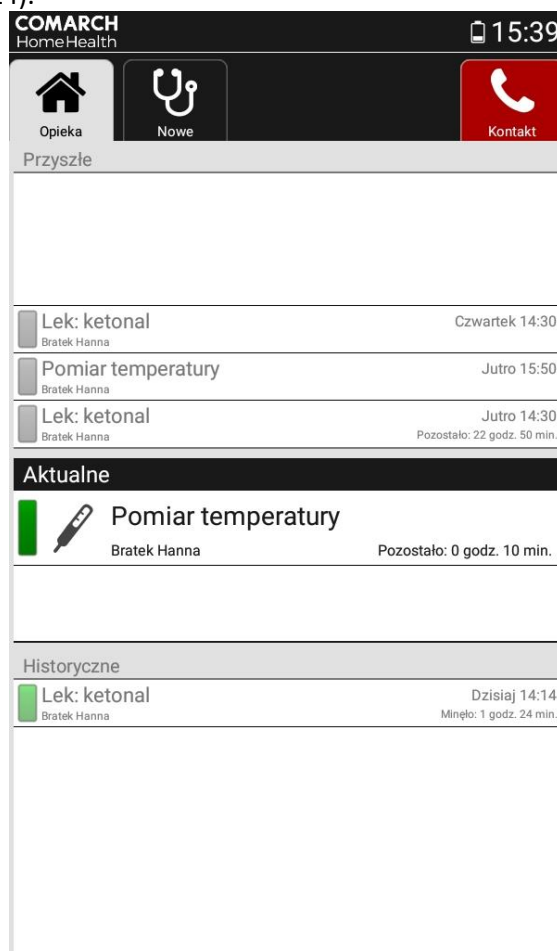 COMARCH
HomeHealth
15:39
Opieka
Nowe
Kontakt
Przyszłe
Lek: ketonal
Czwartek 14:30
Bratek Hanna
Pomiar temperatury
Jutro 15:50
Bratek Hanna
Lek: ketonal
Jutro 14:30
Bratek Hanna
Pozostało: 22 godz. 50 min.
Aktualne
Pomiar temperatury
Bratek Hanna
Pozostało: 0 godz. 10 min.
Historyczne
Lek: ketonal
Dzisiaj 14:14
Bratek Hanna
Minęło: 1 godz. 24 min.